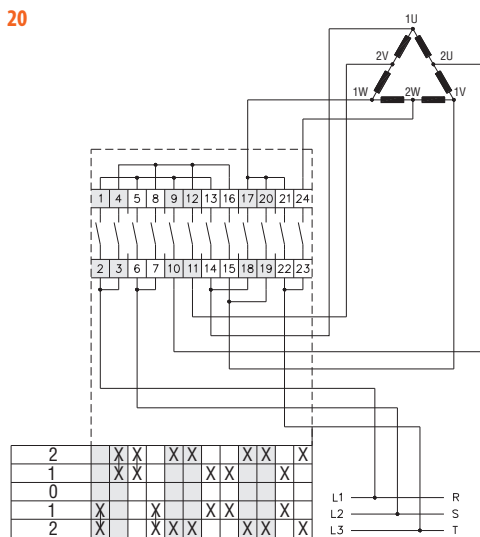 20
1U
2V 2U
1W 2W 1V
1 4 5 8 9 12 13 16 17 20 21 24
2 3 6 7 10 11 14 15 18 19 22 23
2 X X X X X X X
1 X X X X X
0
1 X X X X X
2 X X X X X X X
L1 R
L2 S
L3 T